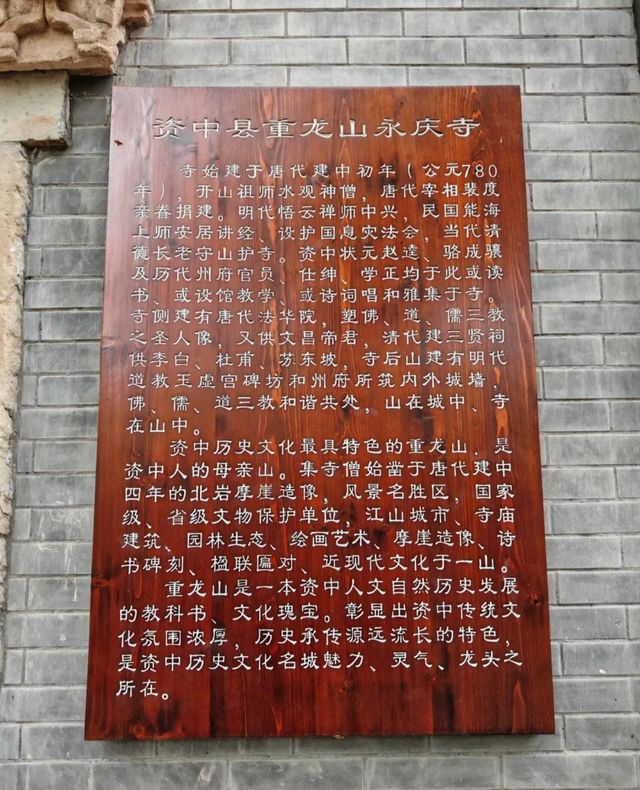 资中县重龙山永庆寺
寺始建于唐代建中初年（公元780
年），开山祖师水观神僧，唐代宰相裴度
亲眷捐建。明代悟云禅师中兴，民国能海
上师安居讲经、设护国息灾法会，当代清
德长老守山护寺。资中状元赵逵、骆成骧
及历代州府官员、仕绅、学正均于此或读
书、或设馆教学、或诗词唱和雅集于寺。
寺侧建有唐代法华院，塑佛、道、儒三教
之圣人像，又供文昌帝君，清代建三贤祠
供李白、杜甫、苏东坡，寺后山建有明代
道教玉虚宫碑坊和州府所筑内外城墙，
佛、儒、道三教和谐共处，山在城中、寺
在山中。
资中历史文化最具特色的重龙山，是
资中人的母亲山。集寺僧始凿于唐代建中
四年的北岩摩崖造像，风景名胜区，国家
级、省级文物保护单位，江山城市、寺庙
建筑、园林生态、绘画艺术、摩崖造像、诗
书碑刻、楹联匾对、近现代文化于一山。
重龙山是一本资中人文自然历史发展
的教科书、文化瑰宝。彰显出资中传统文
化氛围浓厚，历史承传源远流长的特色，
是资中历史文化名城魅力、灵气、龙头之
所在。